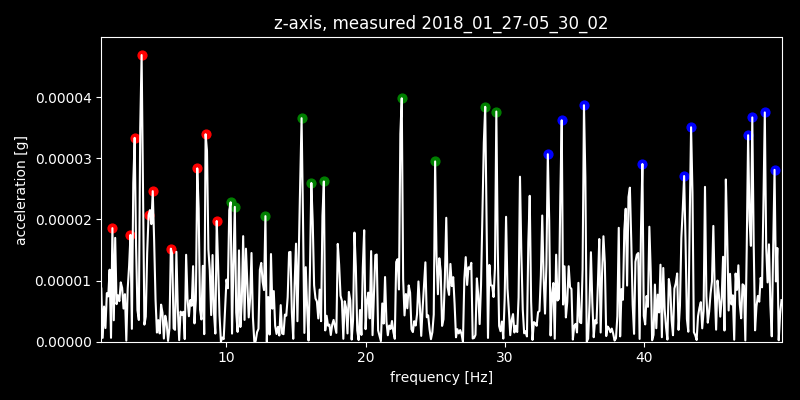 z-axis, measured 2018_01_27-05_30_02
acceleration [g]
0.00004
0.00003
0.00002
0.00001
0.00000
10 20 30 40
frequency [Hz]